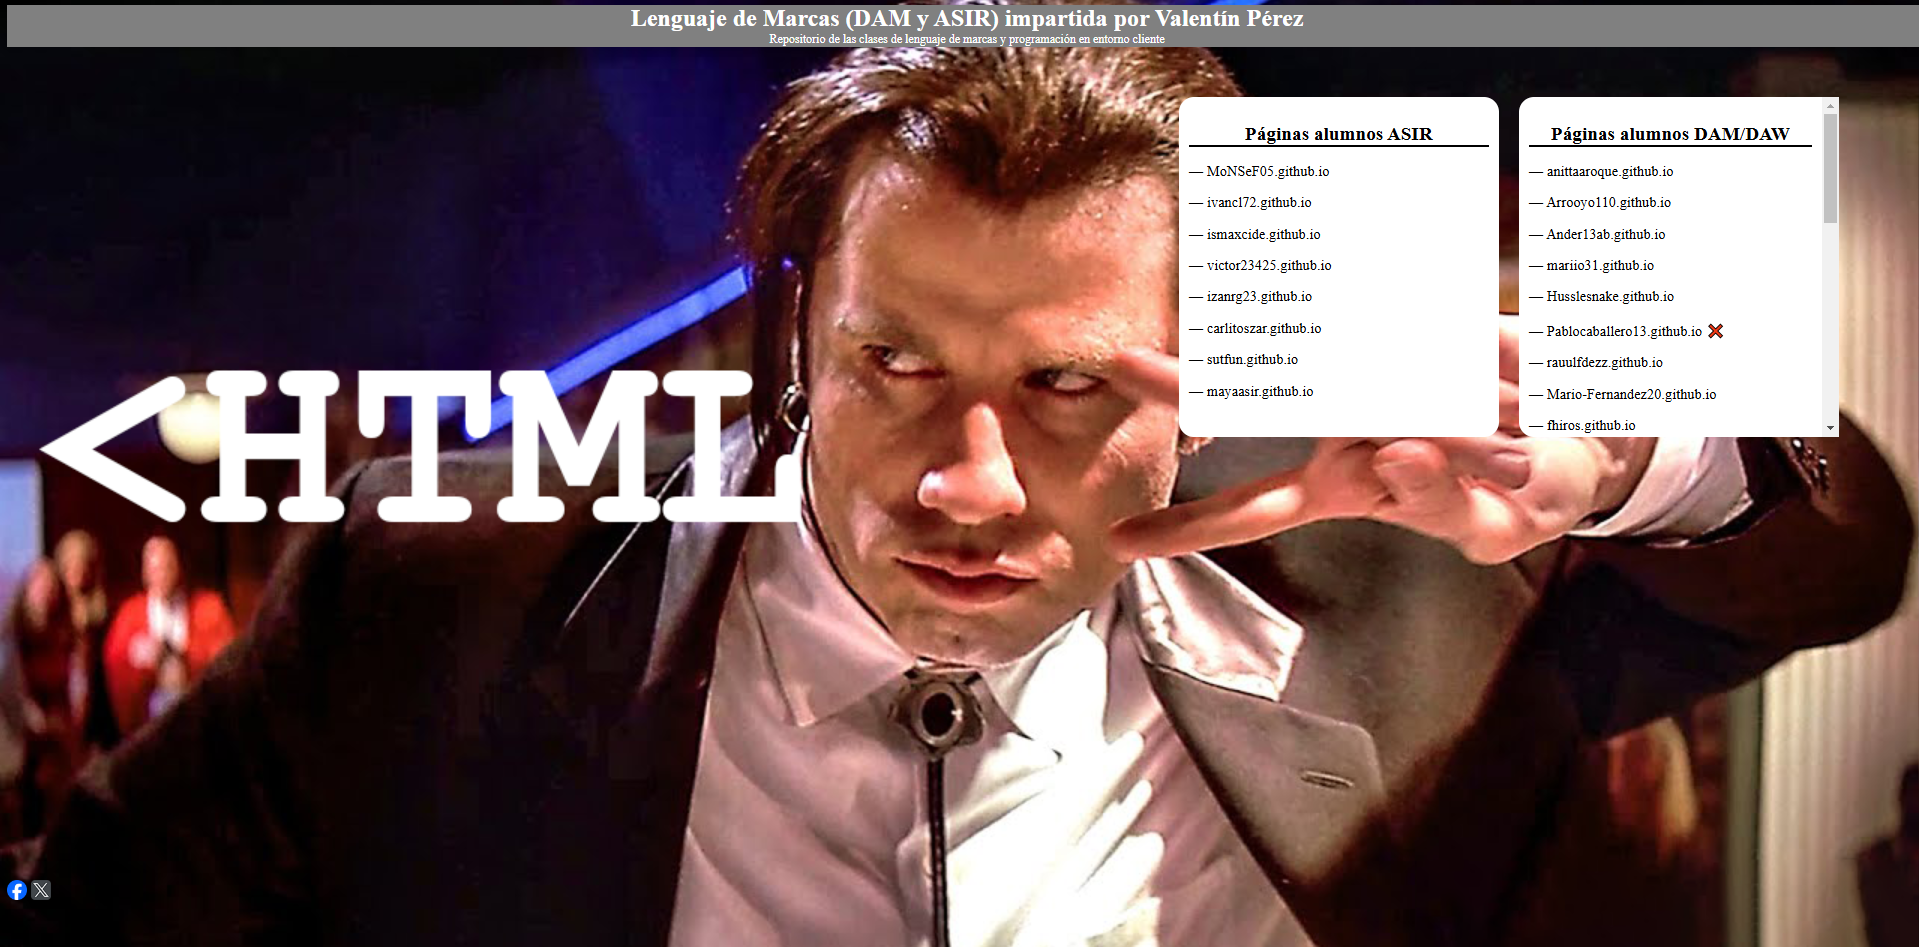 Lenguaje de Marcas (DAM y ASIR) impartida por Valentín Pérez
Repositorio de las clases de lenguaje de marcas y programación en entorno cliente
<HTML
Páginas alumnos ASIR
— MoNSeF05.github.io
— ivancl72.github.io
— ismaxcide.github.io
— victor23425.github.io
— izanrg23.github.io
— carlitoszar.github.io
— sutfun.github.io
— mayaasir.github.io
Páginas alumnos DAM/DAW
— anittaaroque.github.io
— Arrooyo110.github.io
— Ander13ab.github.io
— mariio31.github.io
— Husslesnake.github.io
— Pablocaballero13.github.io ❌
— rauulfdezz.github.io
— Mario-Fernandez20.github.io
— fhiros.github.io